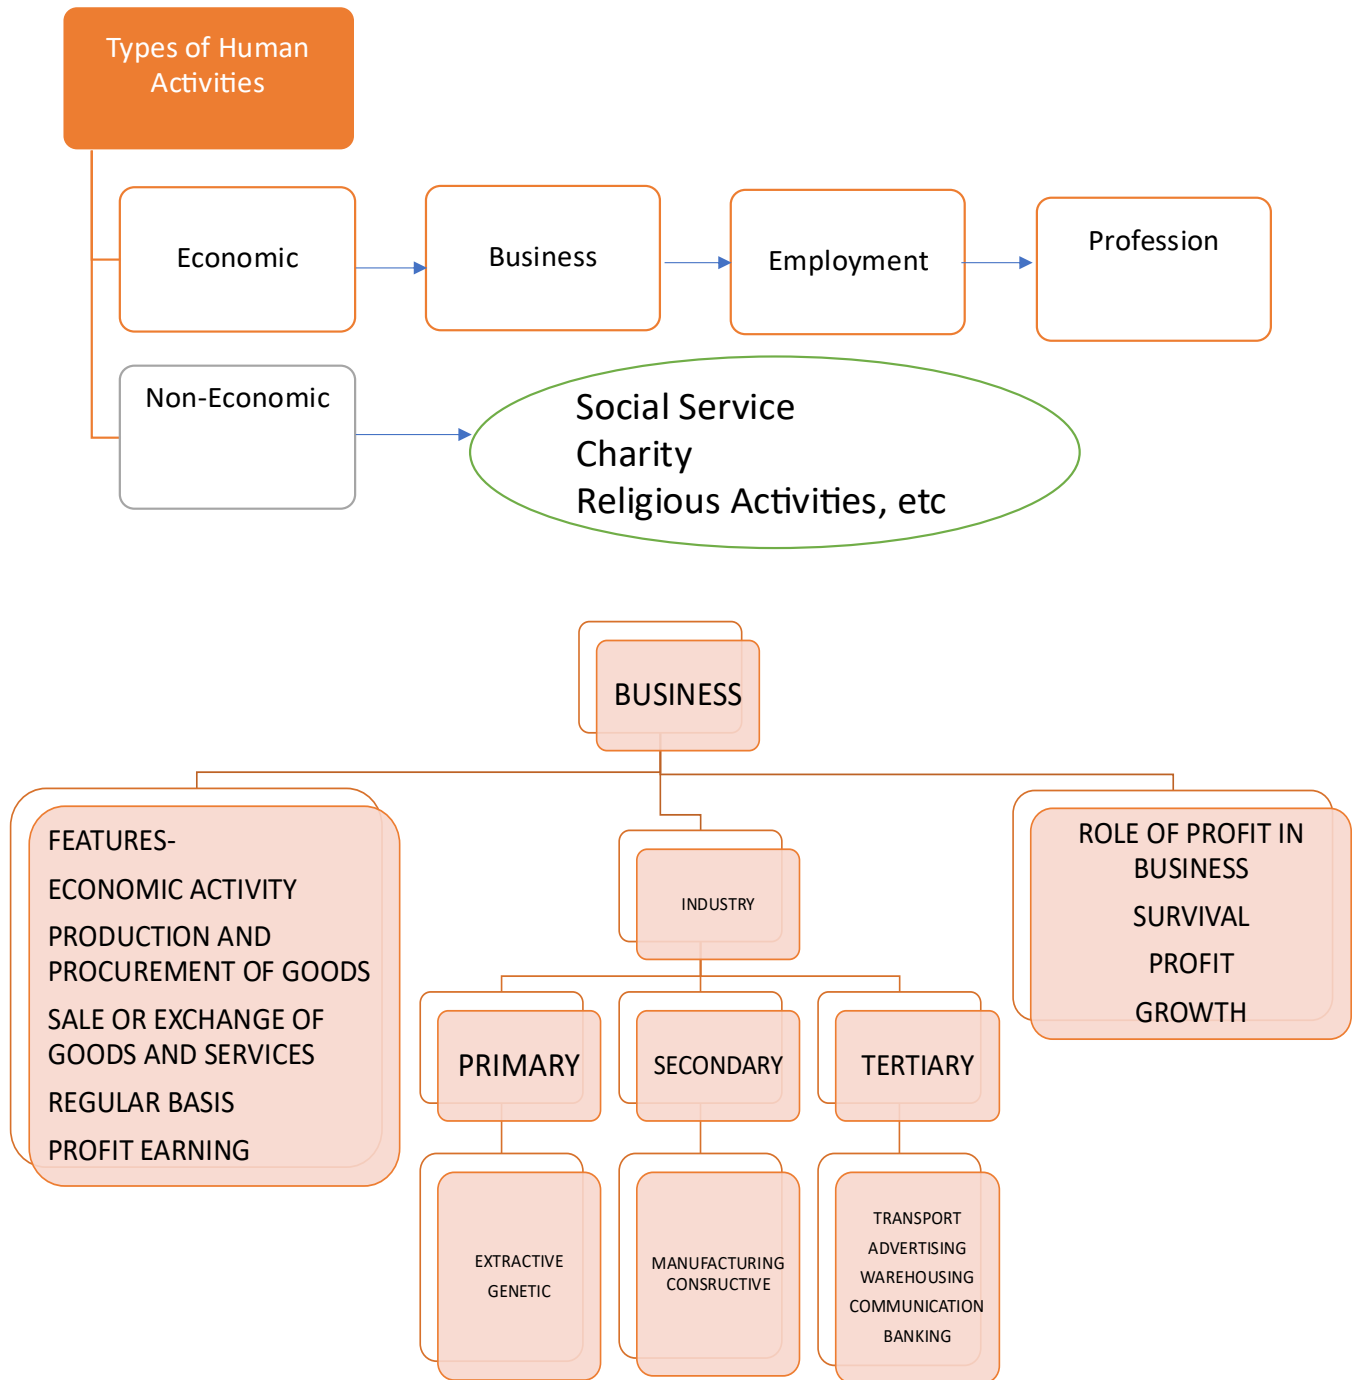 Types of Human
Activities
Economic
Business
Employment
Profession
Non-Economic
Social Service
Charity
Religious Activities, etc
BUSINESS
FEATURES-
ECONOMIC ACTIVITY
PRODUCTION AND
PROCUREMENT OF GOODS
SALE OR EXCHANGE OF
GOODS AND SERVICES
REGULAR BASIS
PROFIT EARNING
INDUSTRY
ROLE OF PROFIT IN
BUSINESS
SURVIVAL
PROFIT
GROWTH
PRIMARY
SECONDARY
TERTIARY
EXTRACTIVE
GENETIC
MANUFACTURING
CONSRUCTIVE
TRANSPORT
ADVERTISING
WAREHOUSING
COMMUNICATION
BANKING